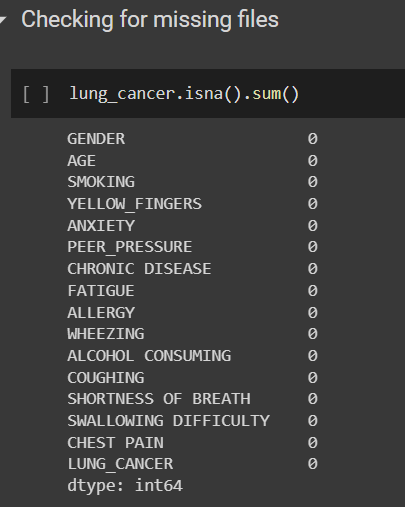 Checking for missing files
[ ] lung_cancer.isna().sum()
GENDER 0
AGE 0
SMOKING 0
YELLOW_FINGERS 0
ANXIETY 0
PEER_PRESSURE 0
CHRONIC DISEASE 0
FATIGUE 0
ALLERGY 0
WHEEZING 0
ALCOHOL CONSUMING 0
COUGHING 0
SHORTNESS OF BREATH 0
SWALLOWING DIFFICULTY 0
CHEST PAIN 0
LUNG_CANCER 0
dtype: int64